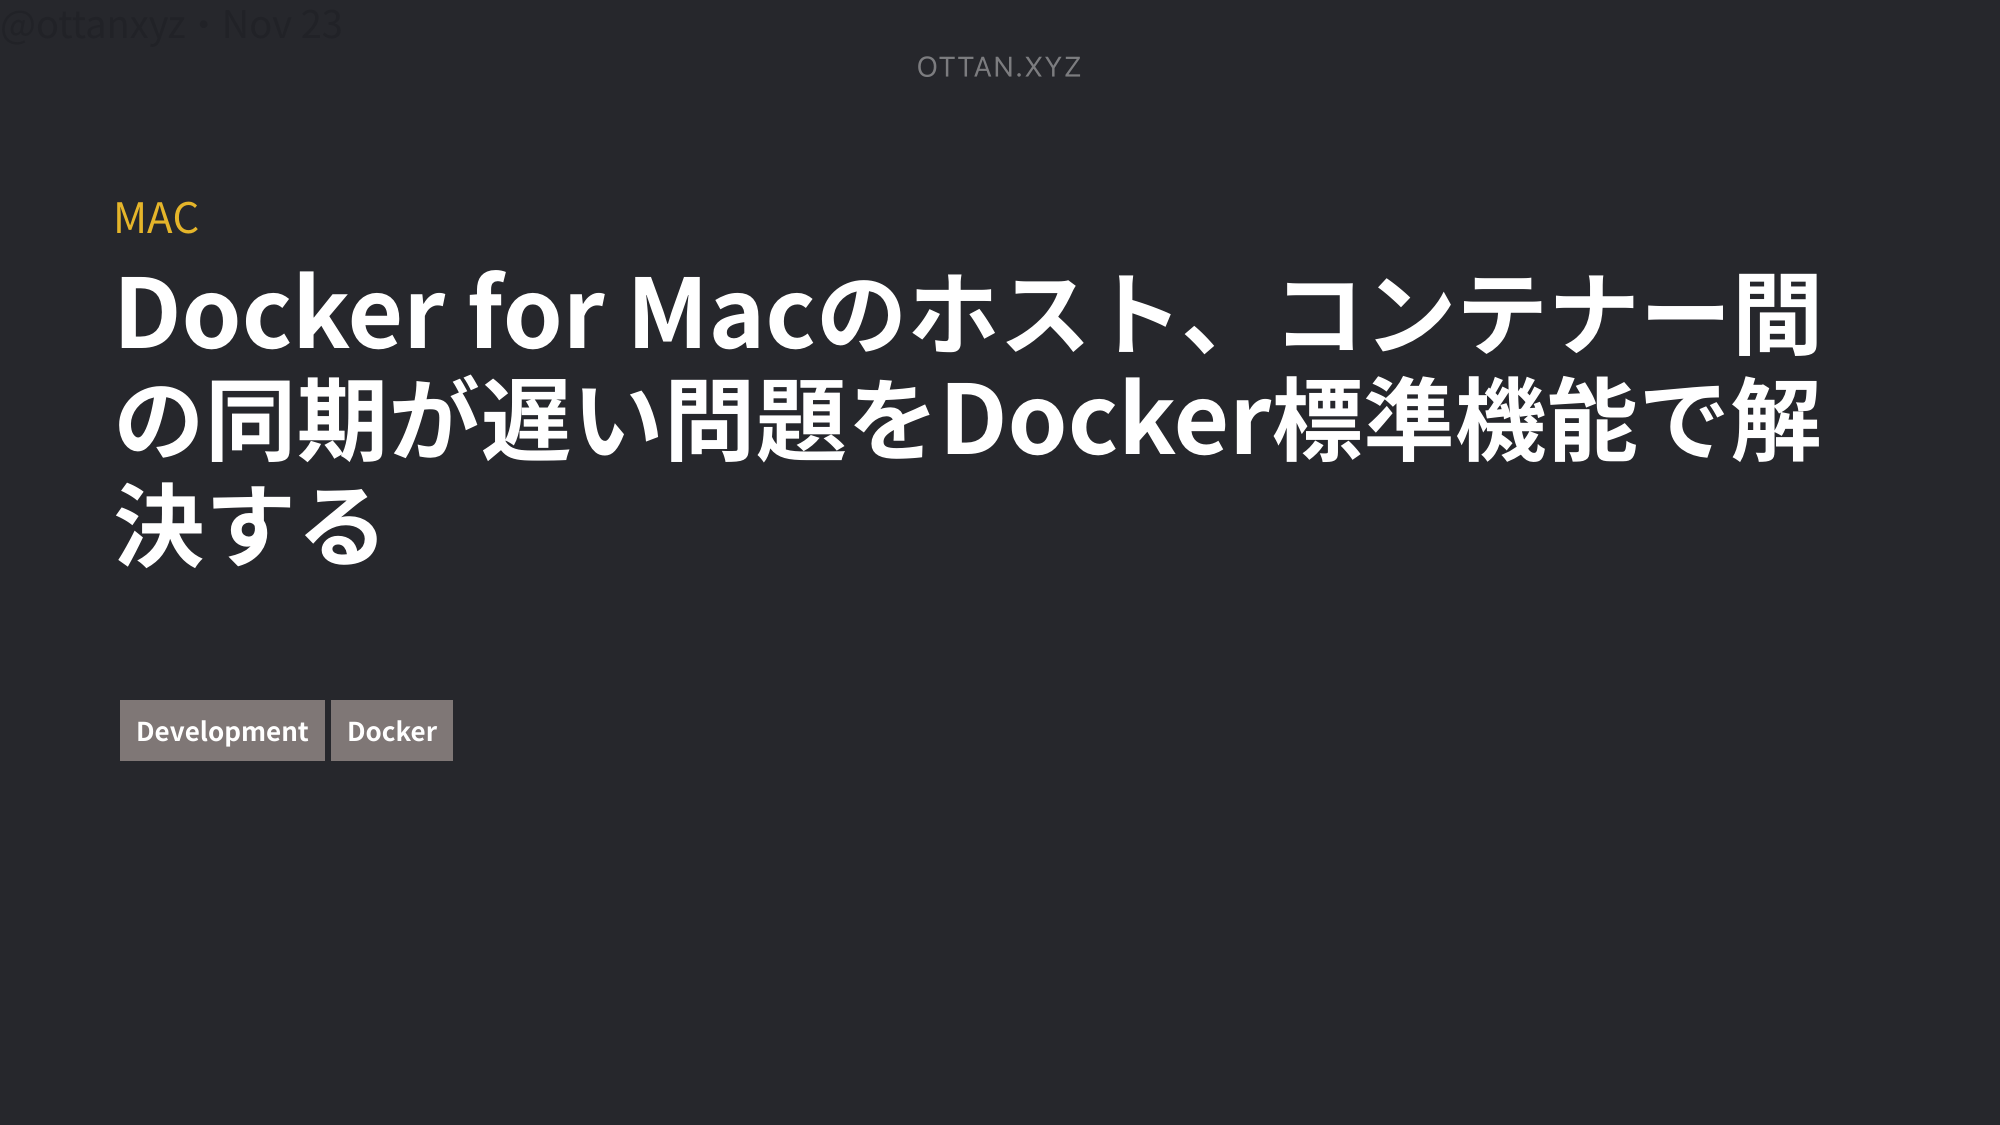 @ottanxyz・Nov 23
OTTAN.XYZ
MAC
Docker for Macのホスト、コンテナー間
の同期が遅い問題をDocker標準機能で解
決する
Development Docker